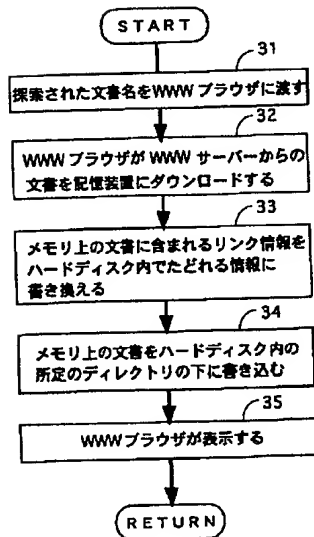 START
31
探索された文書名をWWWブラウザに渡す
32
WWWブラウザがWWWサーバーからの
文書を記憶装置にダウンロードする
33
メモリ上の文書に含まれるリンク情報を
ハードディスク内でたどれる情報に
書き換える
34
メモリ上の文書をハードディスク内の
所定のディレクトリの下に書き込む
35
WWWブラウザが表示する
RETURN